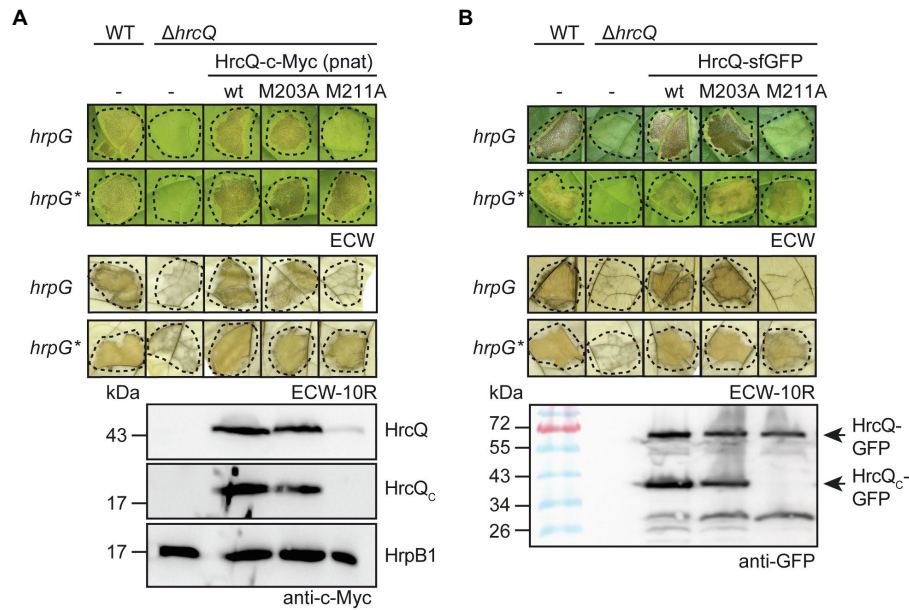 A
WT
ΔhrcQ
HrcQ-c-Myc (pnat)
- - wt M203A M211A
hrpG
hrpG*
ECW
hrpG
hrpG*
ECW-10R
kDa
43
HrcQ
17
HrcQC
17
HrpB1
anti-c-Myc
B
WT
ΔhrcQ
HrcQ-sfGFP
- - wt M203A M211A
hrpG
hrpG*
ECW
hrpG
hrpG*
ECW-10R
kDa
72
55
43
34
26
HrcQ-
GFP
HrcQC-
GFP
anti-GFP